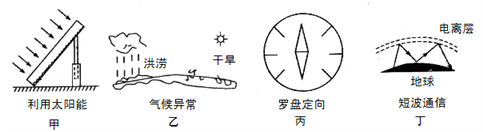 洪涝
干旱
电离层
地球
利用太阳能
气候异常
罗盘定向
短波通信
甲
乙
丙
丁